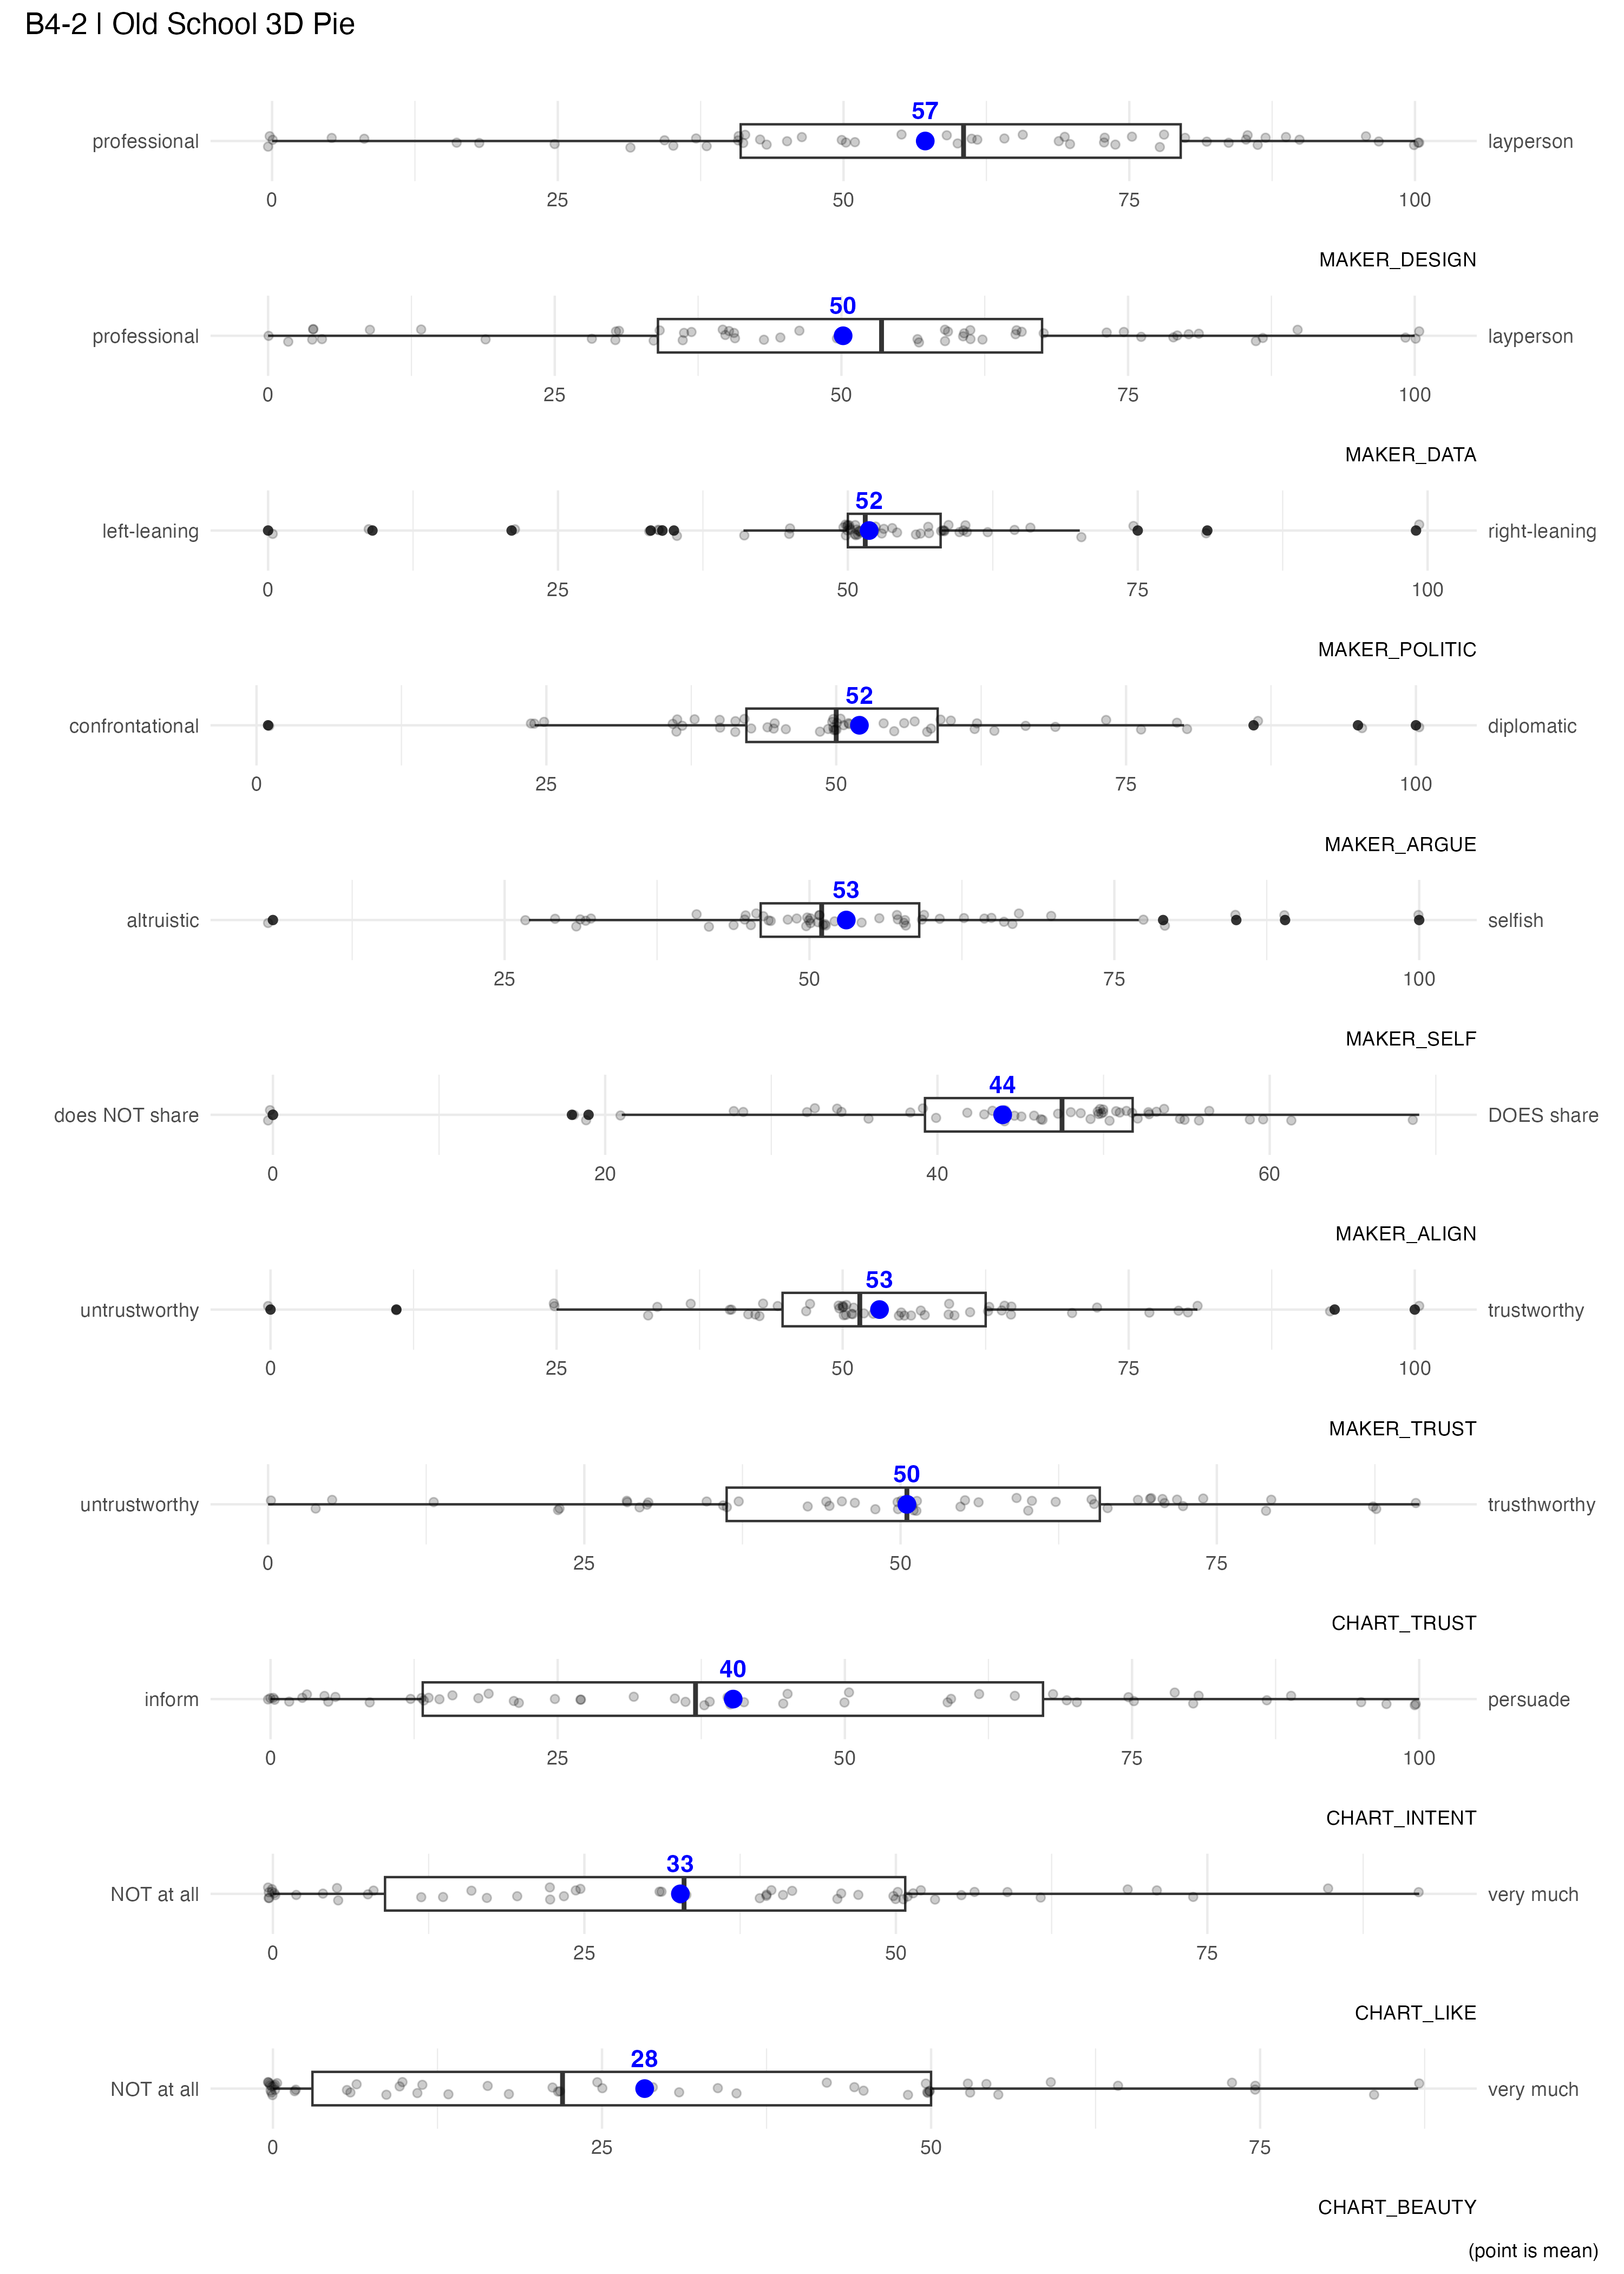 B4-2 | Old School 3D Pie
57
professional
layperson
0 25 50 75 100
MAKER_DESIGN
50
professional
layperson
0 25 50 75 100
MAKER_DATA
52
left-leaning
right-leaning
0 25 50 75 100
MAKER_POLITIC
52
confrontational
diplomatic
0 25 50 75 100
MAKER_ARGUE
53
altruistic
selfish
25 50 75 100
MAKER_SELF
44
does NOT share
DOES share
0 20 40 60
MAKER_ALIGN
53
untrustworthy
trustworthy
0 25 50 75 100
MAKER_TRUST
50
untrustworthy
trusthworthy
0 25 50 75
CHART_TRUST
40
inform
persuade
0 25 50 75 100
CHART_INTENT
33
NOT at all
very much
0 25 50 75
CHART_LIKE
28
NOT at all
very much
0 25 50 75
CHART_BEAUTY
(point is mean)